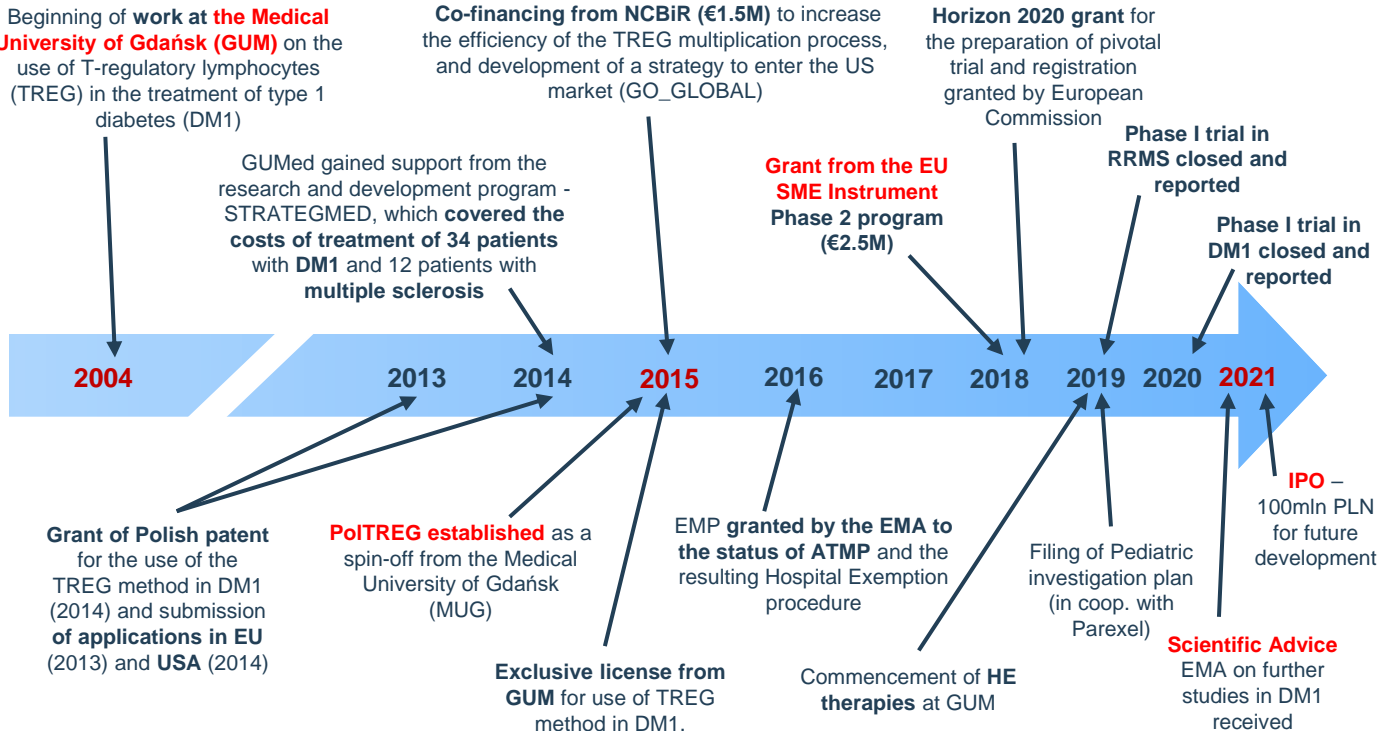 Beginning of work at the Medical
University of Gdańsk (GUM) on the
use of T-regulatory lymphocytes
(TREG) in the treatment of type 1
diabetes (DM1)
GUMed gained support from the
research and development program -
STRATEGMED, which covered the
costs of treatment of 34 patients
with DM1 and 12 patients with
multiple sclerosis
Co-financing from NCBiR (€1.5M) to increase
the efficiency of the TREG multiplication process,
and development of a strategy to enter the US
market (GO_GLOBAL)
Grant from the EU
SME Instrument
Phase 2 program
(€2.5M)
Horizon 2020 grant for
the preparation of pivotal
trial and registration
granted by European
Commission
Phase I trial in
RRMS closed and
reported
Phase I trial in
DM1 closed and
reported
2004 2013 2014 2015 2016 2017 2018 2019 2020 2021
Grant of Polish patent
for the use of the
TREG method in DM1
(2014) and submission
of applications in EU
(2013) and USA (2014)
PolTREG established as a
spin-off from the Medical
University of Gdańsk
(MUG)
Exclusive license from
GUM for use of TREG
method in DM1.
EMP granted by the EMA to
the status of ATMP and the
resulting Hospital Exemption
procedure
Commencement of HE
therapies at GUM
Filing of Pediatric
investigation plan
(in coop. with
Parexel)
Scientific Advice
EMA on further
studies in DM1
received
IPO –
100mln PLN
for future
development